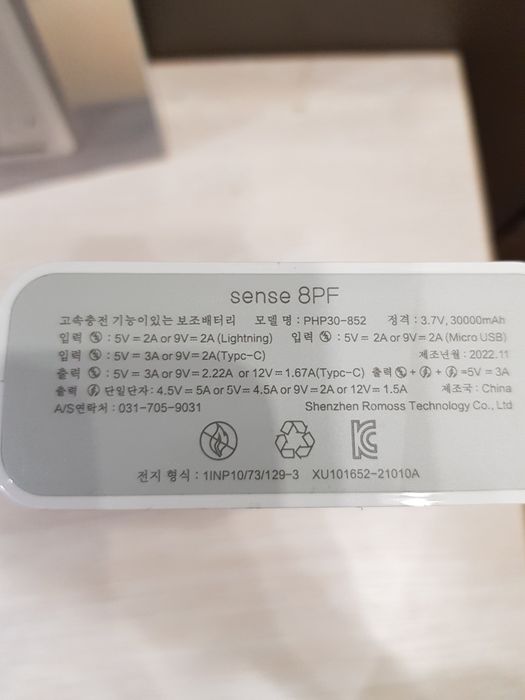 sense 8PF
고속충전 기능이있는 보조배터리 모델 명 : PHP30-852 정격 : 3.7V, 30000mAh
입력 : 5V = 2A or 9V = 2A (Lightning) 입력 : 5V = 2A or 9V = 2A (Micro USB)
입력 : 5V = 3A or 9V = 2A(Typc-C) 제조년월 : 2022.11
출력 : 5V = 3A or 9V = 2.22A or 12V = 1.67A(Typc-C) 출력 + + =5V = 3A
출력 단일단자: 4.5V = 5A or 5V = 4.5A or 9V = 2A or 12V = 1.5A 제조국 : China
A/S연락처 : 031-705-9031 Shenzhen Romoss Technology Co., Ltd
전지 형식 : 1INP10/73/129-3 XU101652-21010A